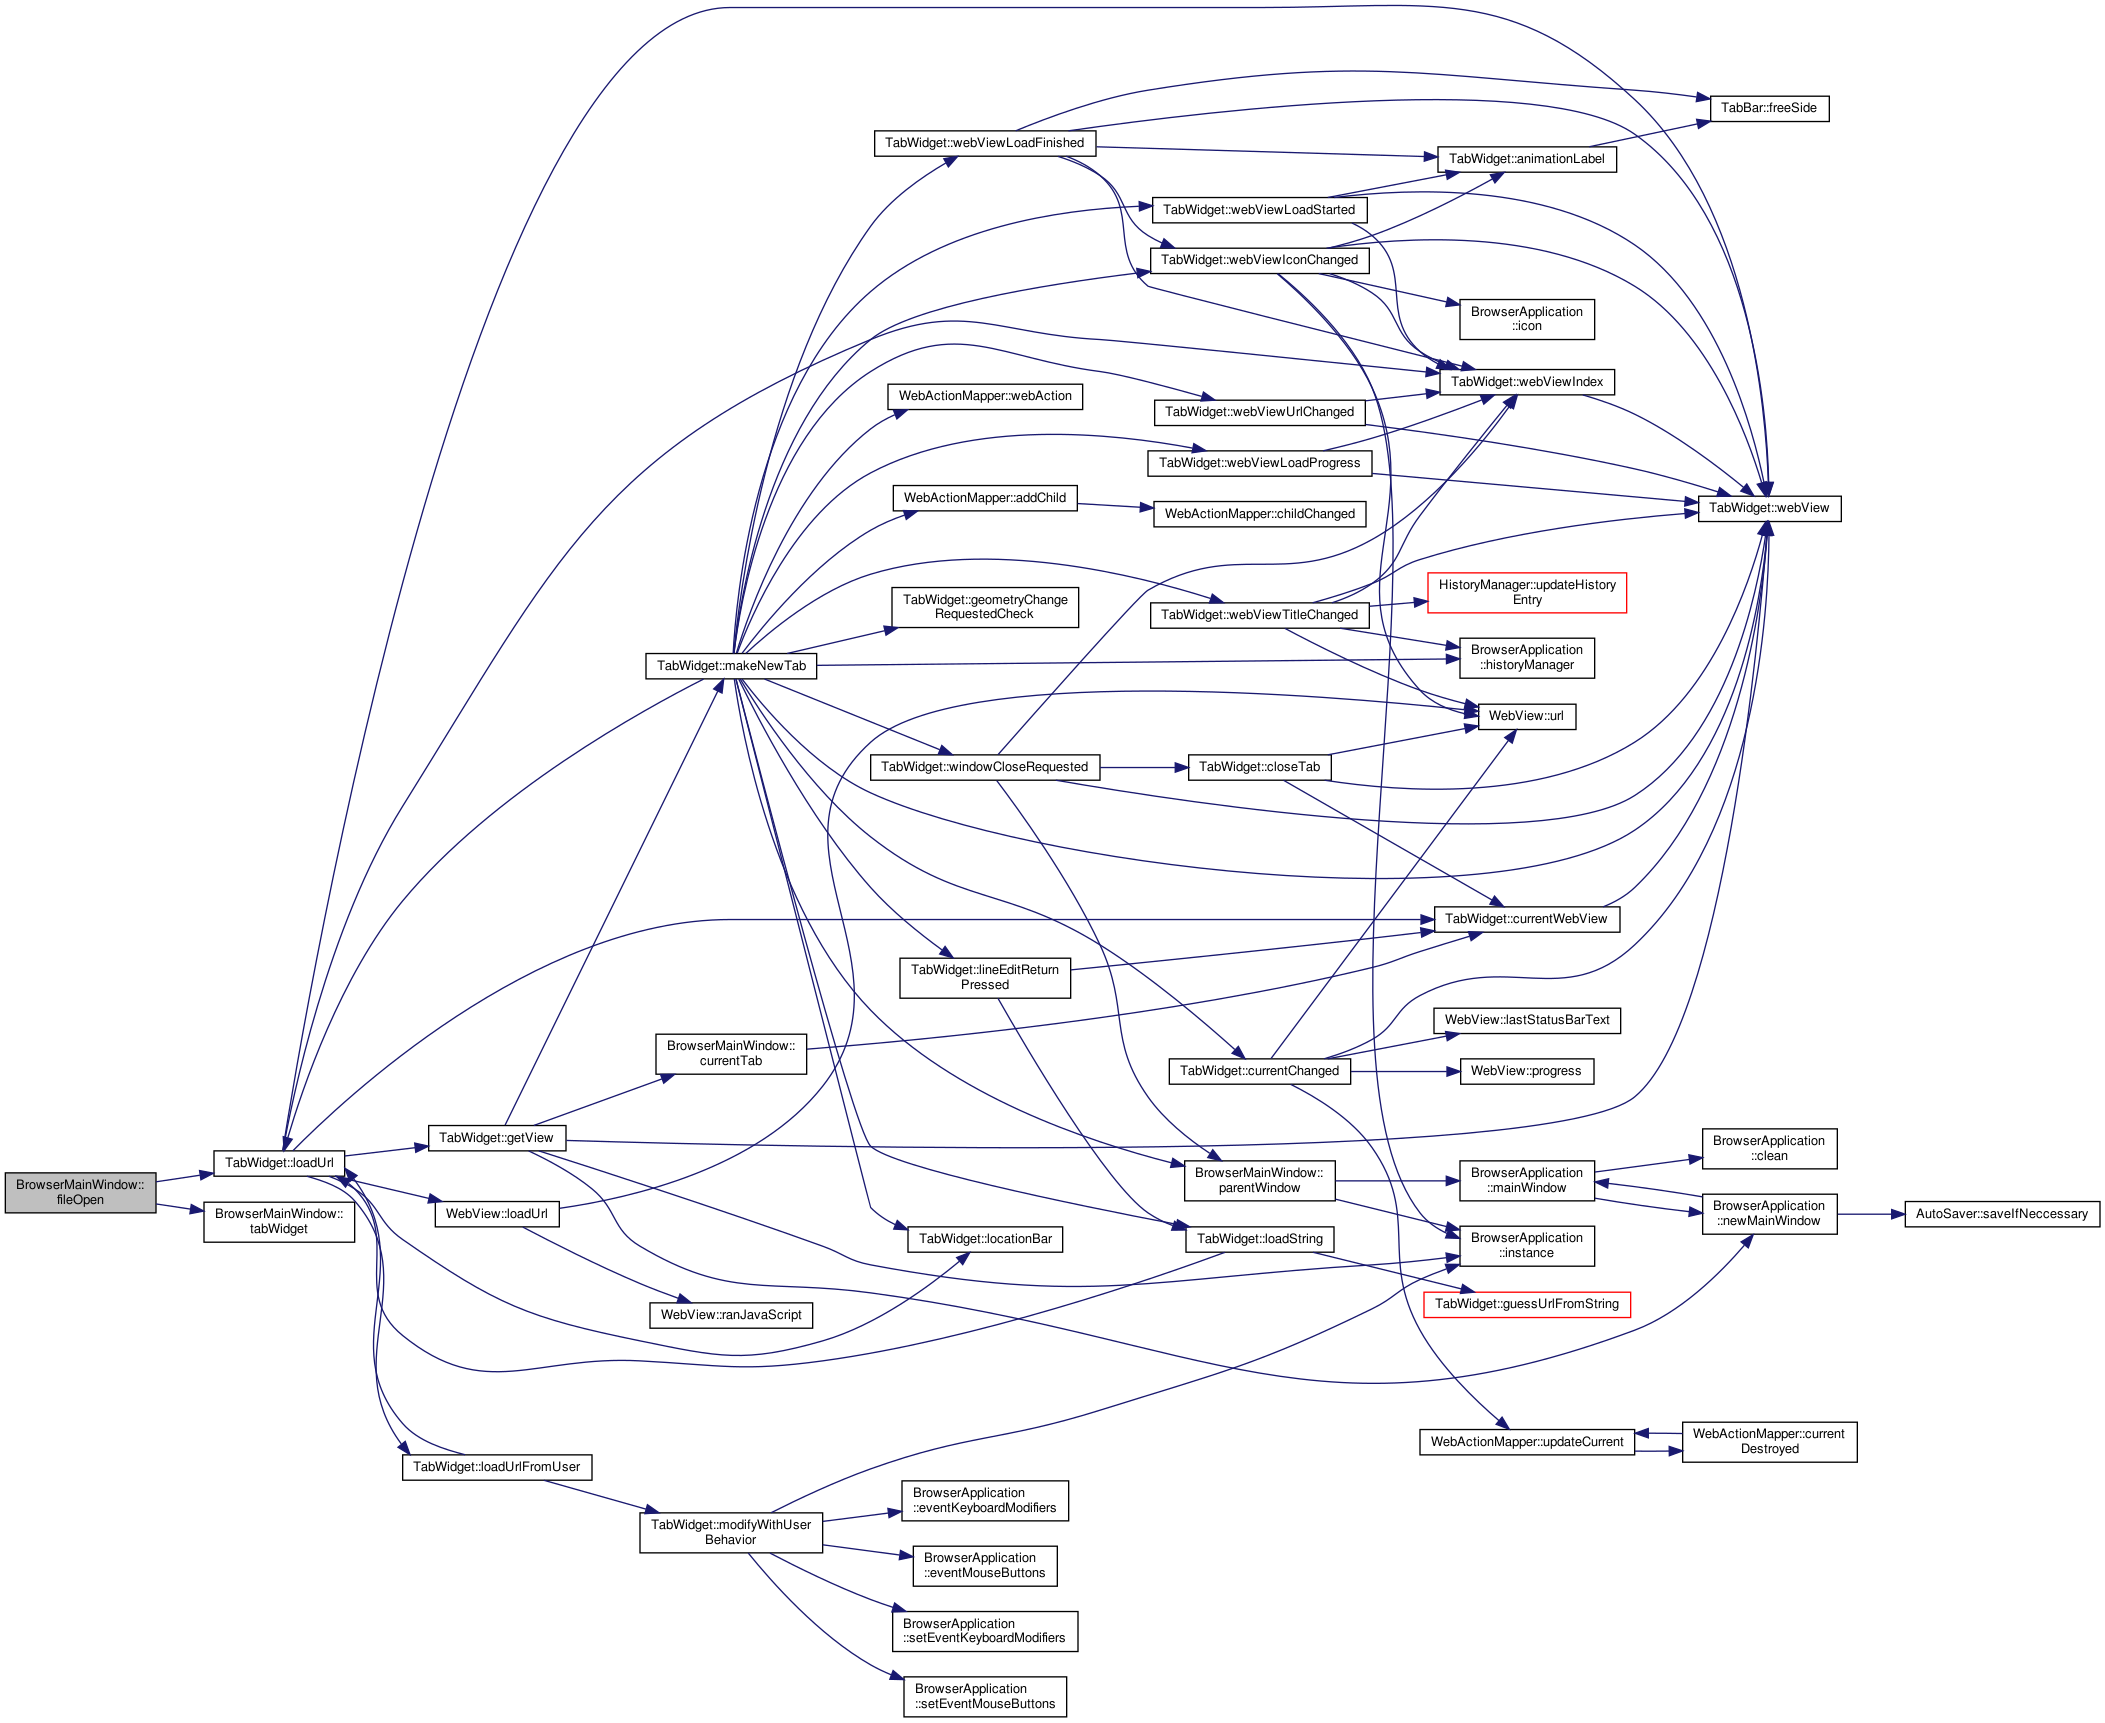 BrowserMainWindow::
fileOpen
TabWidget::loadUrl
BrowserMainWindow::
tabWidget
TabWidget::getView
WebView::loadUrl
TabWidget::loadUrlFromUser
TabWidget::makeNewTab
BrowserMainWindow::
currentTab
WebView::ranJavaScript
TabWidget::modifyWithUser
Behavior
TabWidget::webViewLoadFinished
WebActionMapper::webAction
WebActionMapper::addChild
TabWidget::geometryChange
RequestedCheck
TabWidget::windowCloseRequested
TabWidget::lineEditReturn
Pressed
TabWidget::locationBar
BrowserApplication
::eventKeyboardModifiers
BrowserApplication
::eventMouseButtons
BrowserApplication
::setEventKeyboardModifiers
BrowserApplication
::setEventMouseButtons
TabWidget::webViewLoadStarted
TabWidget::webViewIconChanged
TabWidget::webViewUrlChanged
TabWidget::webViewLoadProgress
WebActionMapper::childChanged
TabWidget::webViewTitleChanged
TabWidget::closeTab
TabWidget::currentChanged
BrowserMainWindow::
parentWindow
TabWidget::loadString
TabWidget::animationLabel
BrowserApplication
::icon
TabWidget::webViewIndex
HistoryManager::updateHistory
Entry
BrowserApplication
::historyManager
WebView::url
TabWidget::currentWebView
WebView::lastStatusBarText
WebView::progress
BrowserApplication
::mainWindow
BrowserApplication
::instance
TabWidget::guessUrlFromString
WebActionMapper::updateCurrent
TabBar::freeSide
TabWidget::webView
BrowserApplication
::clean
BrowserApplication
::newMainWindow
WebActionMapper::current
Destroyed
AutoSaver::saveIfNeccessary